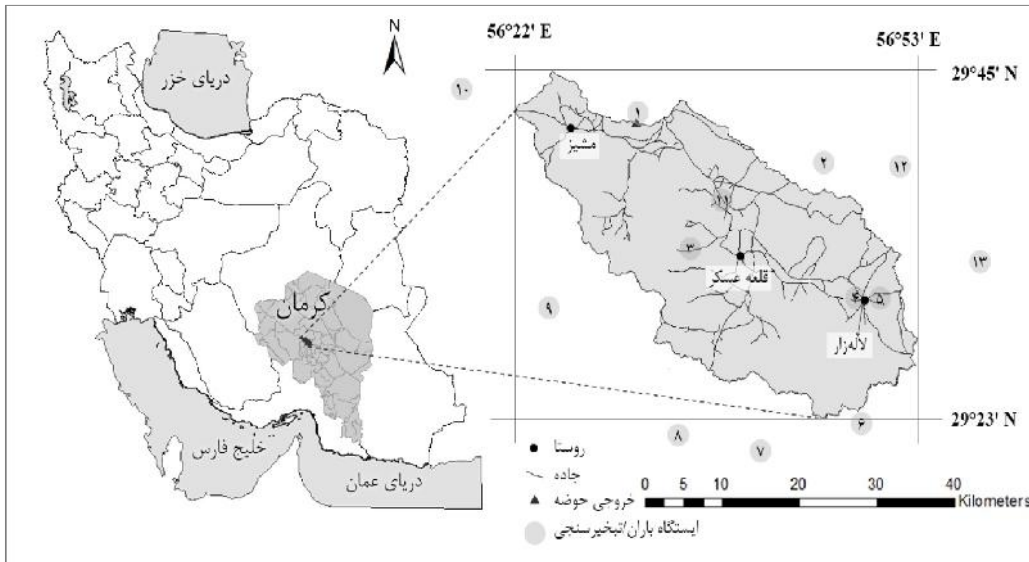 56°22' E
56°53' E
N
29°45' N
دریای خزر
۱۰
۱
مشیز
۲
۱۲
۱۱
۳
قلعه عسکر
۱۳
کرمان
۹
۴
۵
لاله‌زار
29°23' N
۶
۸
۷
خلیج فارس
دریای عمان
روستا
جاده
خروجی حوضه
ایستگاه باران/تبخیرسنجی
0 5 10 20 30 40
Kilometers